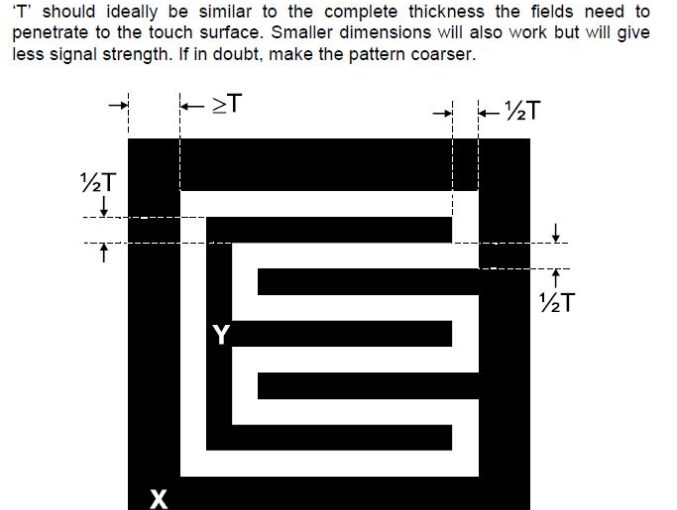 'T' should ideally be similar to the complete thickness the fields need to
penetrate to the touch surface. Smaller dimensions will also work but will give
less signal strength. If in doubt, make the pattern coarser.
≥T
½T
½T
½T
Y
X